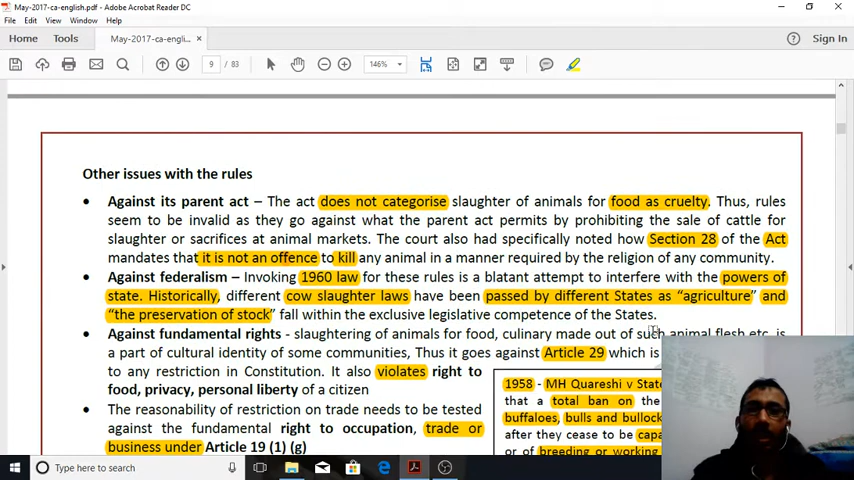 May-2017-ca-english.pdf - Adobe Acrobat Reader DC
File Edit View Window Help
Home Tools May-2017-ca-engli... × Sign In
9 / 83 146%
Other issues with the rules
• Against its parent act – The act does not categorise slaughter of animals for food as cruelty. Thus, rules
seem to be invalid as they go against what the parent act permits by prohibiting the sale of cattle for
slaughter or sacrifices at animal markets. The court also had specifically noted how Section 28 of the Act
mandates that it is not an offence to kill any animal in a manner required by the religion of any community.
• Against federalism – Invoking 1960 law for these rules is a blatant attempt to interfere with the powers of
state. Historically, different cow slaughter laws have been passed by different States as “agriculture” and
“the preservation of stock” fall within the exclusive legislative competence of the States.
• Against fundamental rights - slaughtering of animals for food, culinary made out of such animal flesh etc. is
a part of cultural identity of some communities, Thus it goes against Article 29 which is
to any restriction in Constitution. It also violates right to
food, privacy, personal liberty of a citizen
• The reasonability of restriction on trade needs to be tested
against the fundamental right to occupation, trade or
business under Article 19 (1) (g)
1958 - MH Quareshi v State
that a total ban on the
buffaloes, bulls and bullock
after they cease to be capa
or of breeding or working
Type here to search